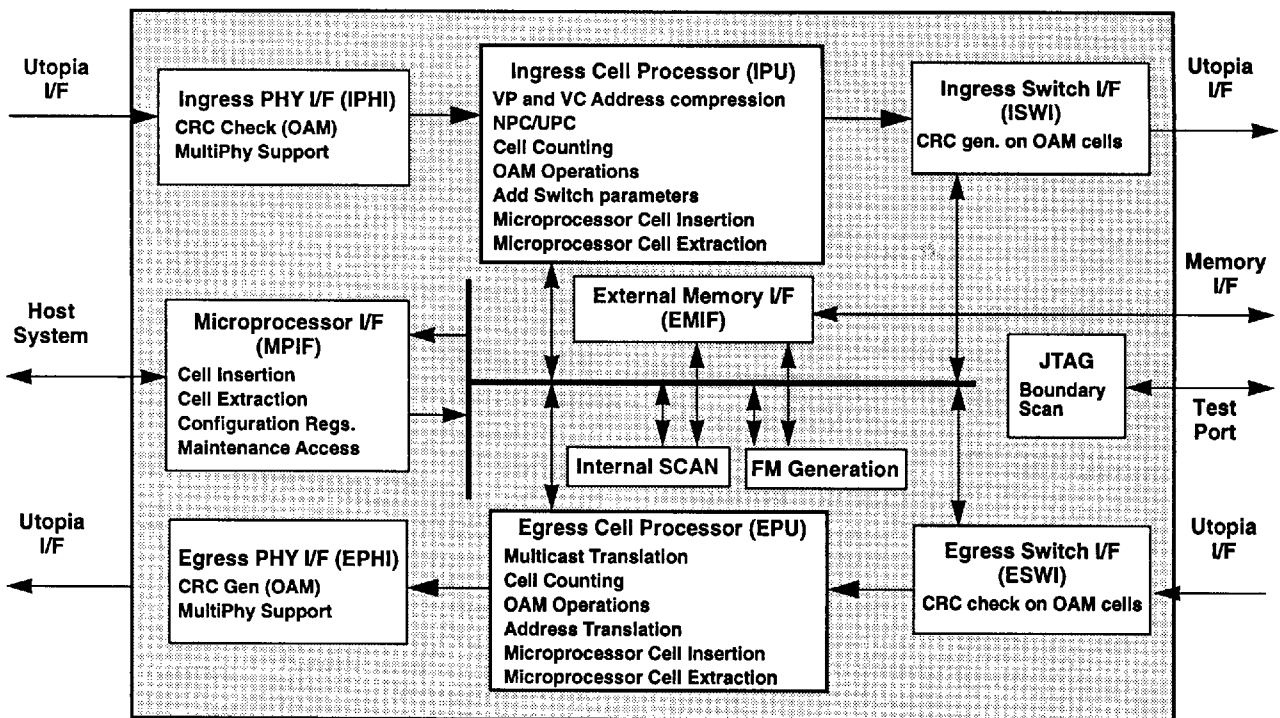 Utopia
I/F
Ingress PHY I/F (IPHI)
CRC Check (OAM)
MultiPhy Support
Ingress Cell Processor (IPU)
VP and VC Address compression
NPC/UPC
Cell Counting
OAM Operations
Add Switch parameters
Microprocessor Cell Insertion
Microprocessor Cell Extraction
Ingress Switch I/F
(ISWI)
CRC gen. on OAM cells
Utopia
I/F
Host
System
Microprocessor I/F
(MPIF)
Cell Insertion
Cell Extraction
Configuration Regs.
Maintenance Access
External Memory I/F
(EMIF)
Memory
I/F
JTAG
Boundary
Scan
Test
Port
Internal SCAN
FM Generation
Utopia
I/F
Egress PHY I/F (EPHI)
CRC Gen (OAM)
MultiPhy Support
Egress Cell Processor (EPU)
Multicast Translation
Cell Counting
OAM Operations
Address Translation
Microprocessor Cell Insertion
Microprocessor Cell Extraction
Egress Switch I/F
(ESWI)
CRC check on OAM cells
Utopia
I/F